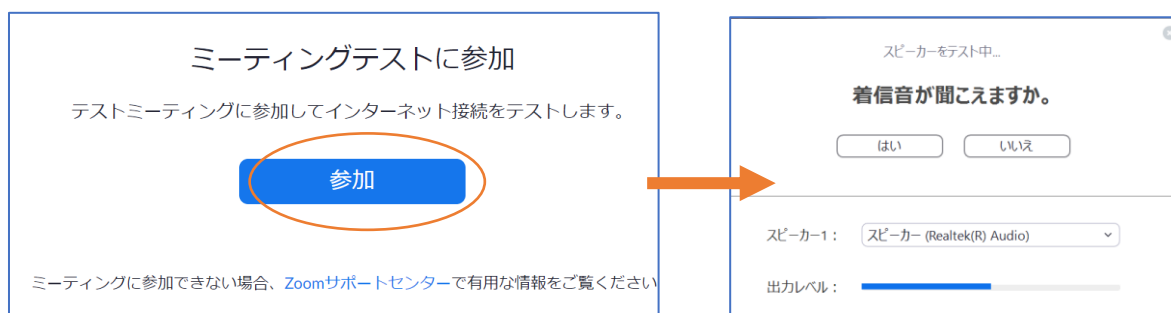 ミーティングテストに参加
テストミーティングに参加してインターネット接続をテストします。
参加
ミーティングに参加できない場合、Zoomサポートセンターで有用な情報をご覧ください
スピーカーをテスト中...
着信音が聞こえますか。
はい いいえ
スピーカー1： スピーカー (Realtek(R) Audio)
出力レベル：